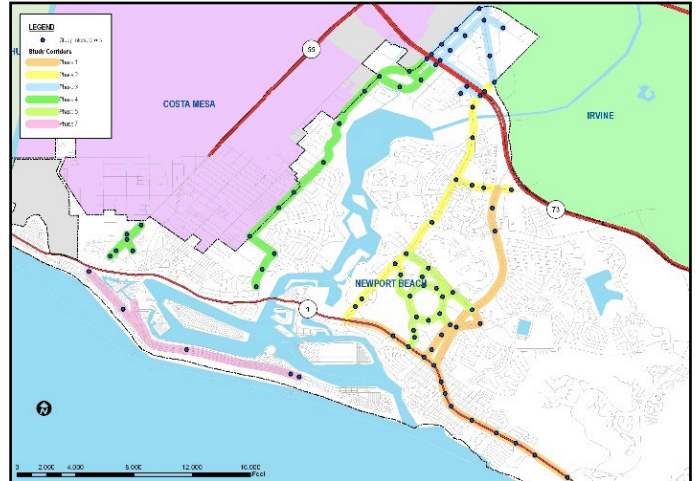 LEGEND
Study Corridors
Phase 1
Phase 2
Phase 3
Phase 4
Phase 5
Phase 7
HU
55
COSTA MESA
IRVINE
73
NEWPORT BEACH
1
0 2,000 4,000 8,000 12,000 16,000
Feet